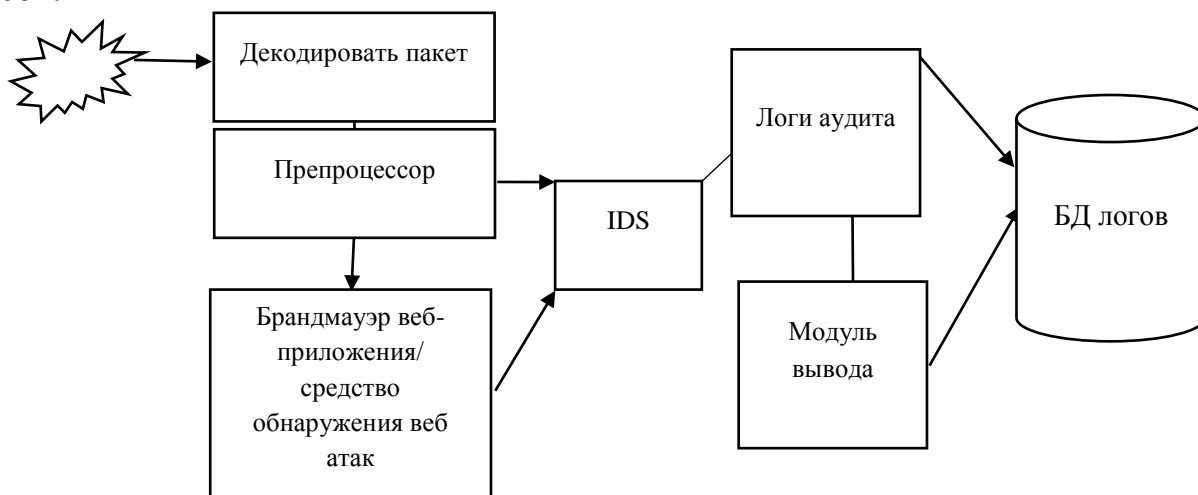 Декодировать пакет
Препроцессор
Брандмауэр веб-
приложения/
средство
обнаружения веб
атак
IDS
Логи аудита
Модуль
вывода
БД логов